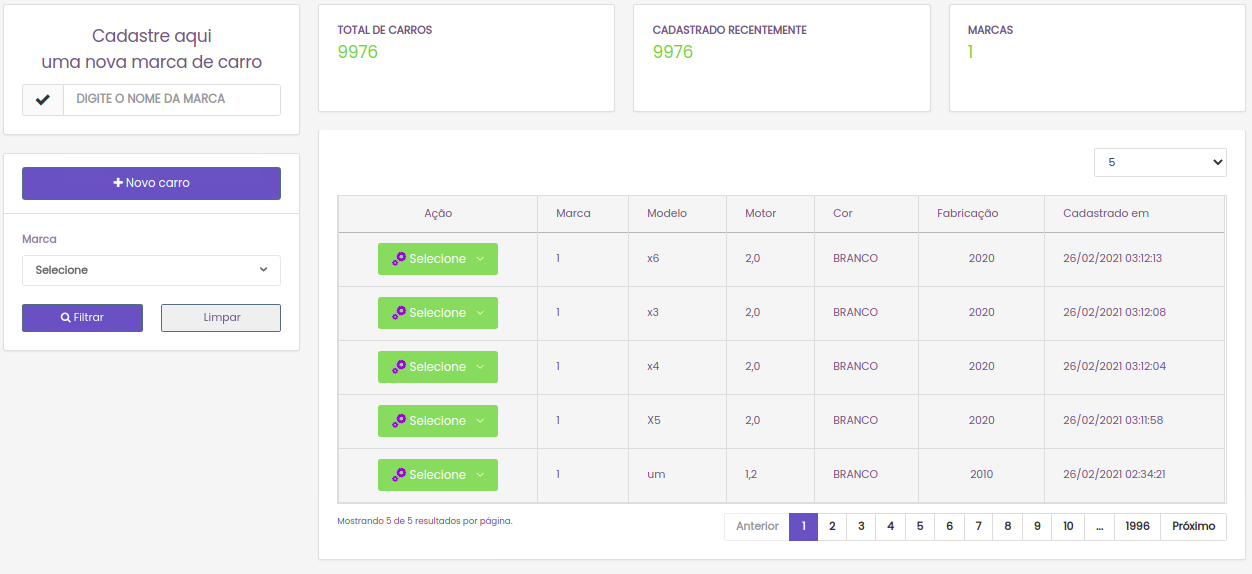 Cadastre aqui
uma nova marca de carro
DIGITE O NOME DA MARCA
Novo carro
Marca
Selecione
Filtrar Limpar
TOTAL DE CARROS
9976
CADASTRADO RECENTEMENTE
9976
MARCAS
1
5
Ação Marca Modelo Motor Cor Fabricação Cadastrado em
Selecione 1 x6 2,0 BRANCO 2020 26/02/2021 03:12:13
Selecione 1 x3 2,0 BRANCO 2020 26/02/2021 03:12:08
Selecione 1 x4 2,0 BRANCO 2020 26/02/2021 03:12:04
Selecione 1 X5 2,0 BRANCO 2020 26/02/2021 03:11:58
Selecione 1 um 1,2 BRANCO 2010 26/02/2021 02:34:21
Mostrando 5 de 5 resultados por página.
Anterior 1 2 3 4 5 6 7 8 9 10 ... 1996 Próximo